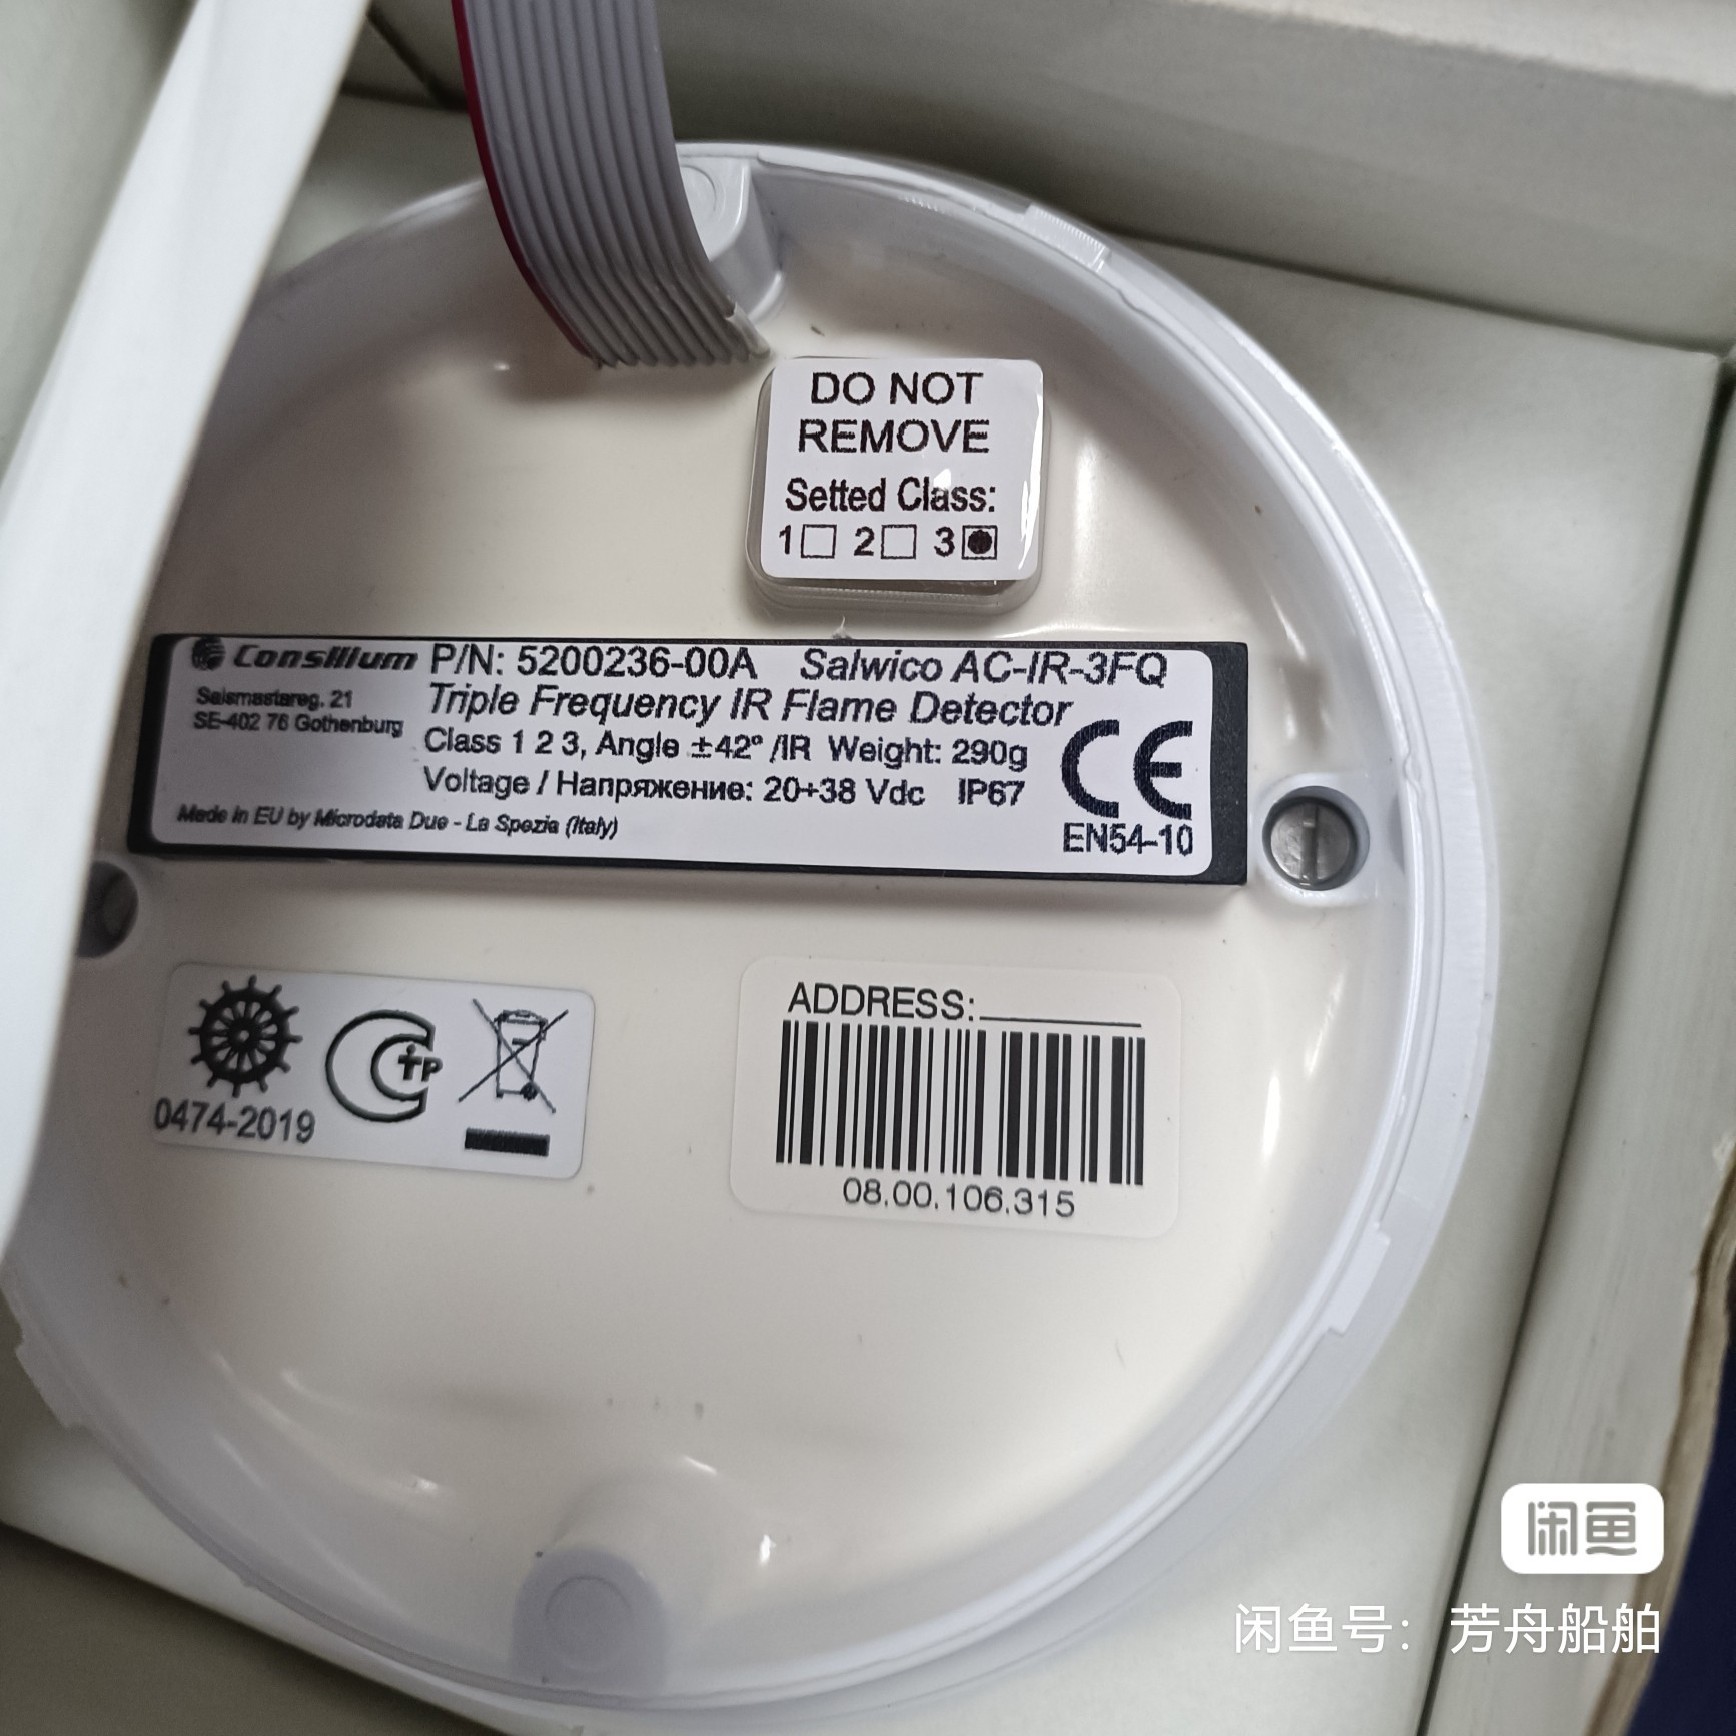 DO NOT
REMOVE
Setted Class:
1 2 3
Consilium P/N: 5200236-00A Salwico AC-IR-3FQ
Salsmastareg. 21
SE-402 76 Gothenburg
Triple Frequency IR Flame Detector
Class 1 2 3, Angle ±42° /IR Weight: 290g
Voltage / Напряжение: 20÷38 Vdc IP67
CE
EN54-10
Made in EU by Microdata Due - La Spezia (Italy)
0474-2019
ADDRESS:
08.00.106.315
闲鱼
闲鱼号：芳舟船舶